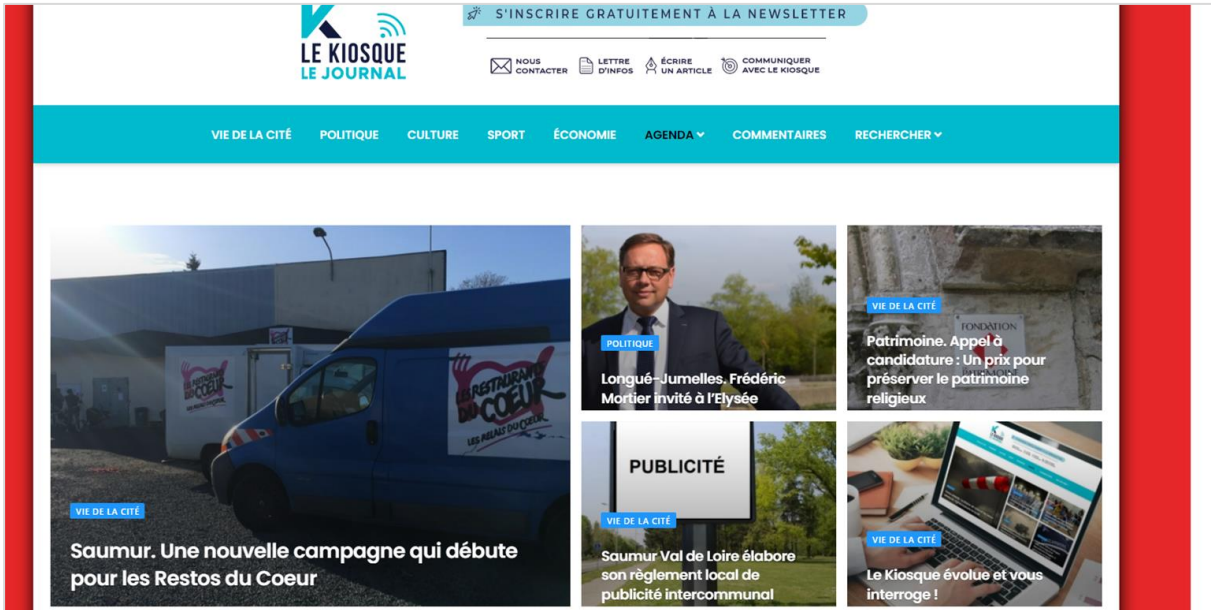 S'INSCRIRE GRATUITEMENT À LA NEWSLETTER
LE KIOSQUE
LE JOURNAL
NOUS
CONTACTER
LETTRE
D'INFOS
ÉCRIRE
UN ARTICLE
COMMUNIQUER
AVEC LE KIOSQUE
VIE DE LA CITÉ POLITIQUE CULTURE SPORT ÉCONOMIE AGENDA COMMENTAIRES RECHERCHER
LES RESTAURANTS
DU COEUR
LES RELAIS DU COEUR
VIE DE LA CITÉ
Saumur. Une nouvelle campagne qui débute
pour les Restos du Coeur
POLITIQUE
Longué-Jumelles. Frédéric
Mortier invité à l'Elysée
FONDATION
VIE DE LA CITÉ
Patrimoine. Appel à
candidature : Un prix pour
préserver le patrimoine
religieux
PUBLICITÉ
VIE DE LA CITÉ
Saumur Val de Loire élabore
son règlement local de
publicité intercommunal
VIE DE LA CITÉ
Le Kiosque évolue et vous
interroge !